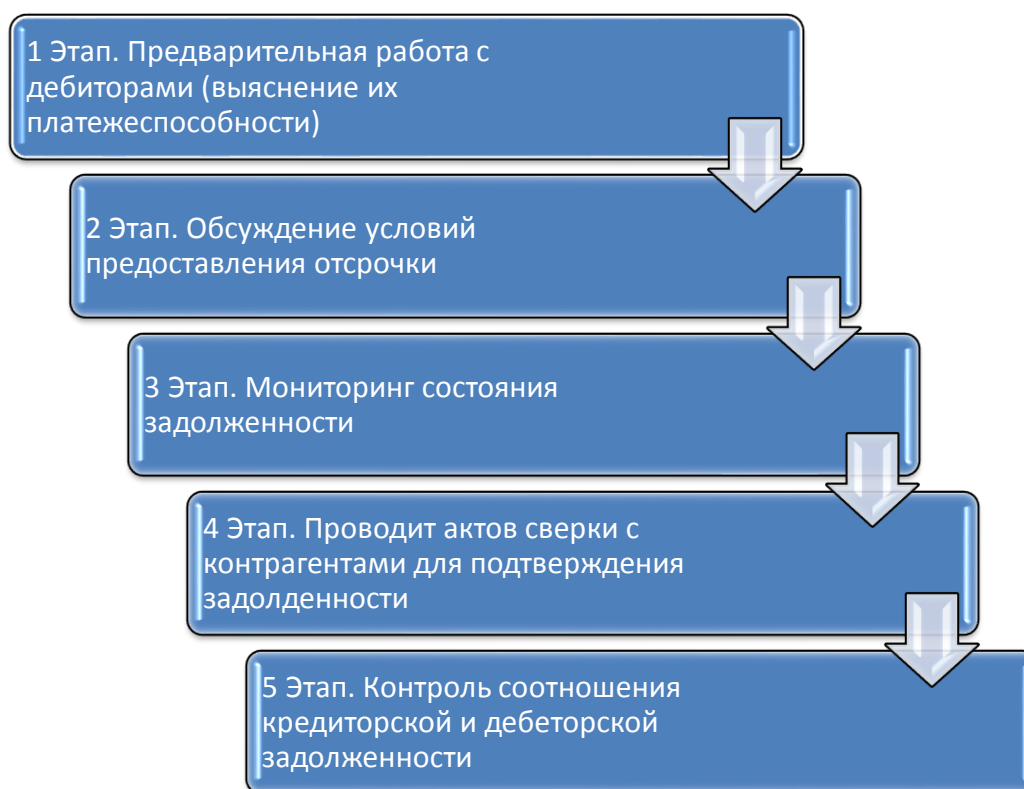 1 Этап. Предварительная работа с
дебиторами (выяснение их
платежеспособности)
2 Этап. Обсуждение условий
предоставления отсрочки
3 Этап. Мониторинг состояния
задолженности
4 Этап. Проводит актов сверки с
контрагентами для подтверждения
задолденности
5 Этап. Контроль соотношения
кредиторской и дебеторской
задолженности